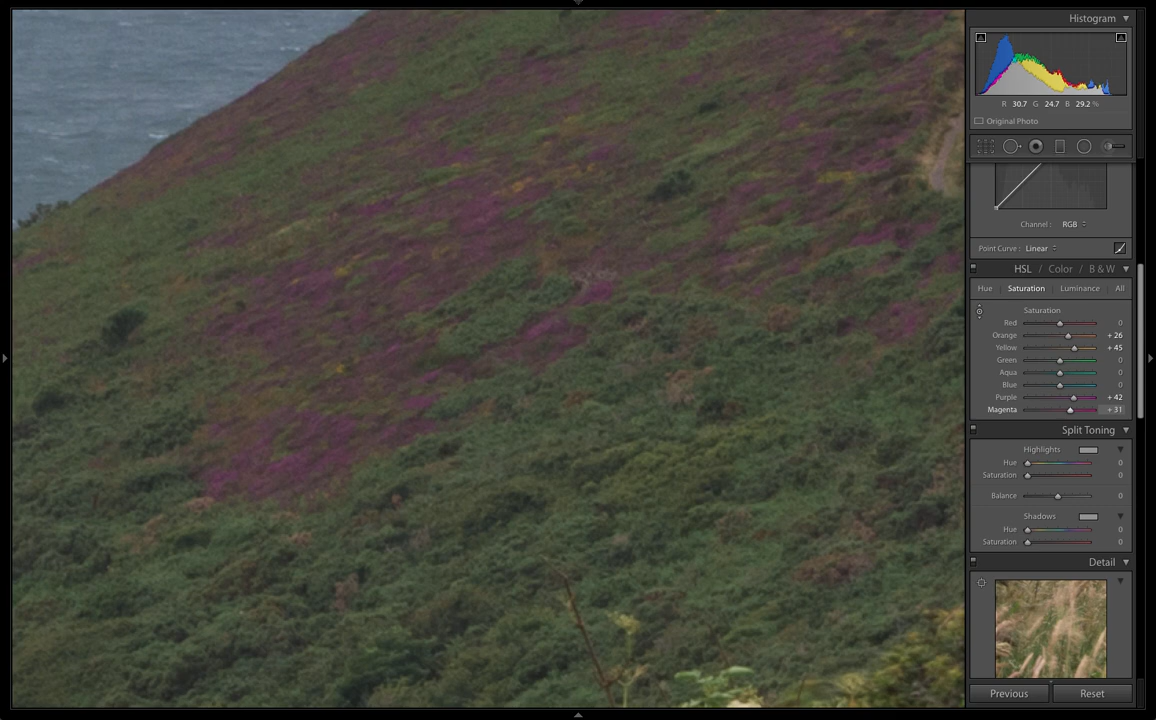 Histogram
R 30.7 G 24.7 B 29.2 %
Original Photo
Channel : RGB
Point Curve : Linear
HSL / Color / B & W
Hue Saturation Luminance All
Saturation
Red 0
Orange + 26
Yellow + 45
Green 0
Aqua 0
Blue 0
Purple + 42
Magenta + 31
Split Toning
Highlights
Hue 0
Saturation 0
Balance 0
Shadows
Hue 0
Saturation 0
Detail
Previous Reset